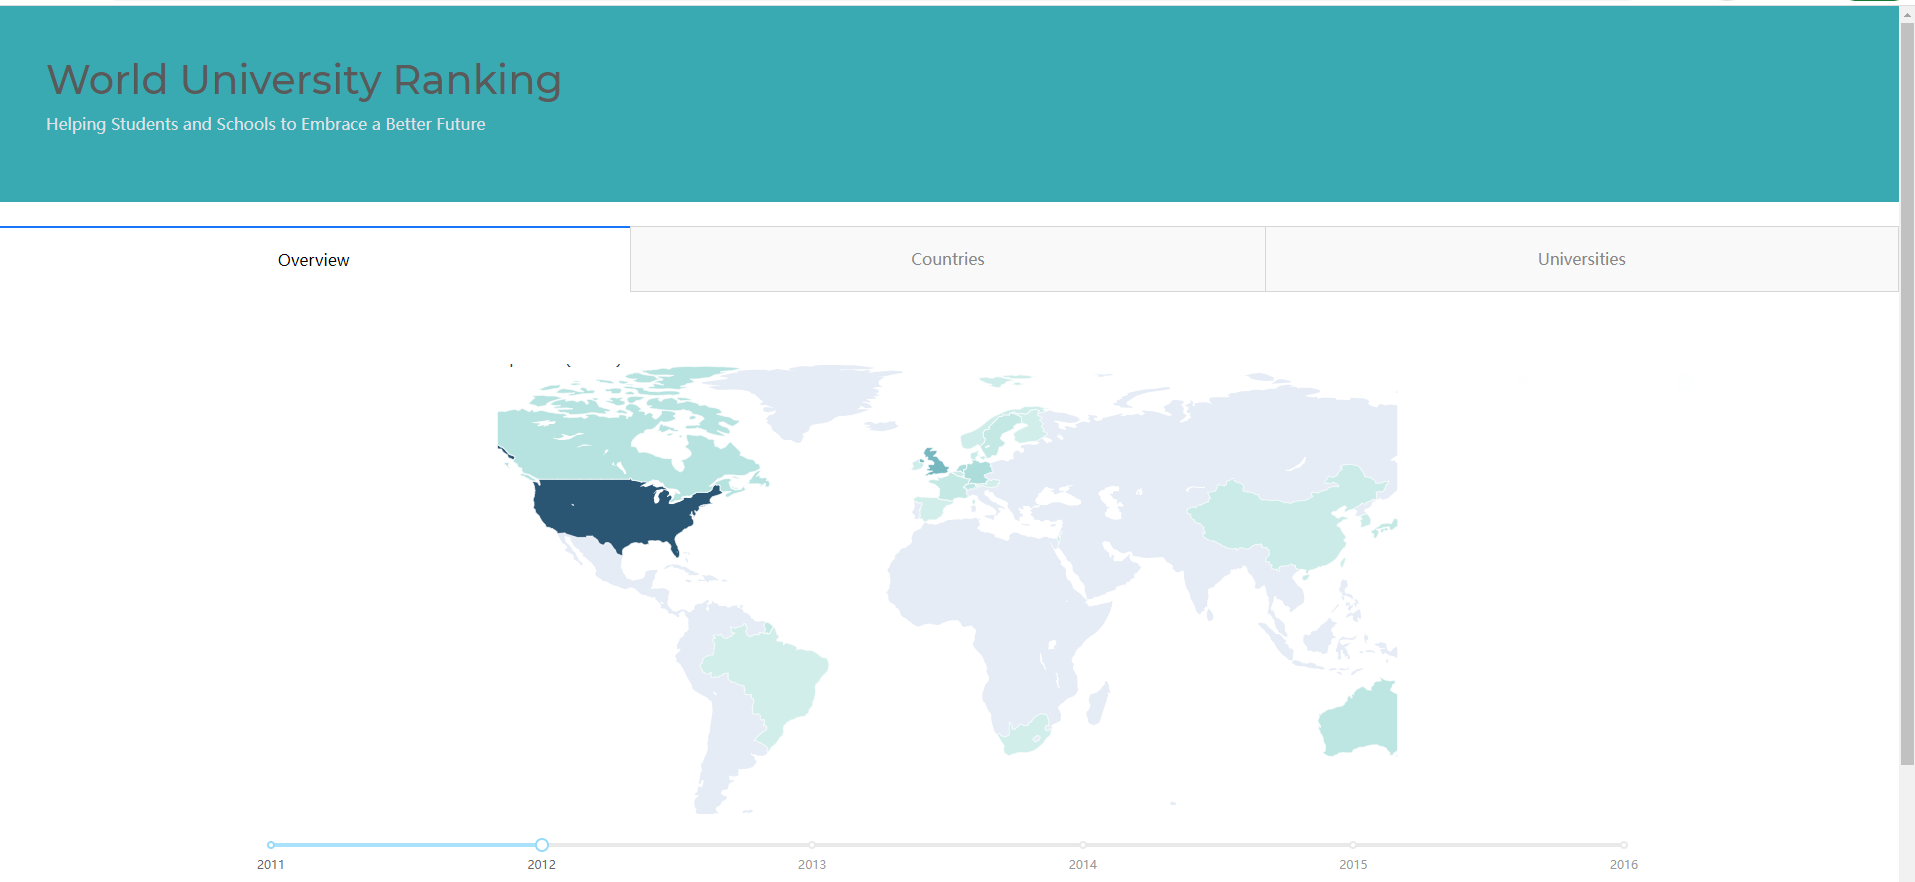 World University Ranking
Helping Students and Schools to Embrace a Better Future
Overview
Countries
Universities
2011
2012
2013
2014
2015
2016